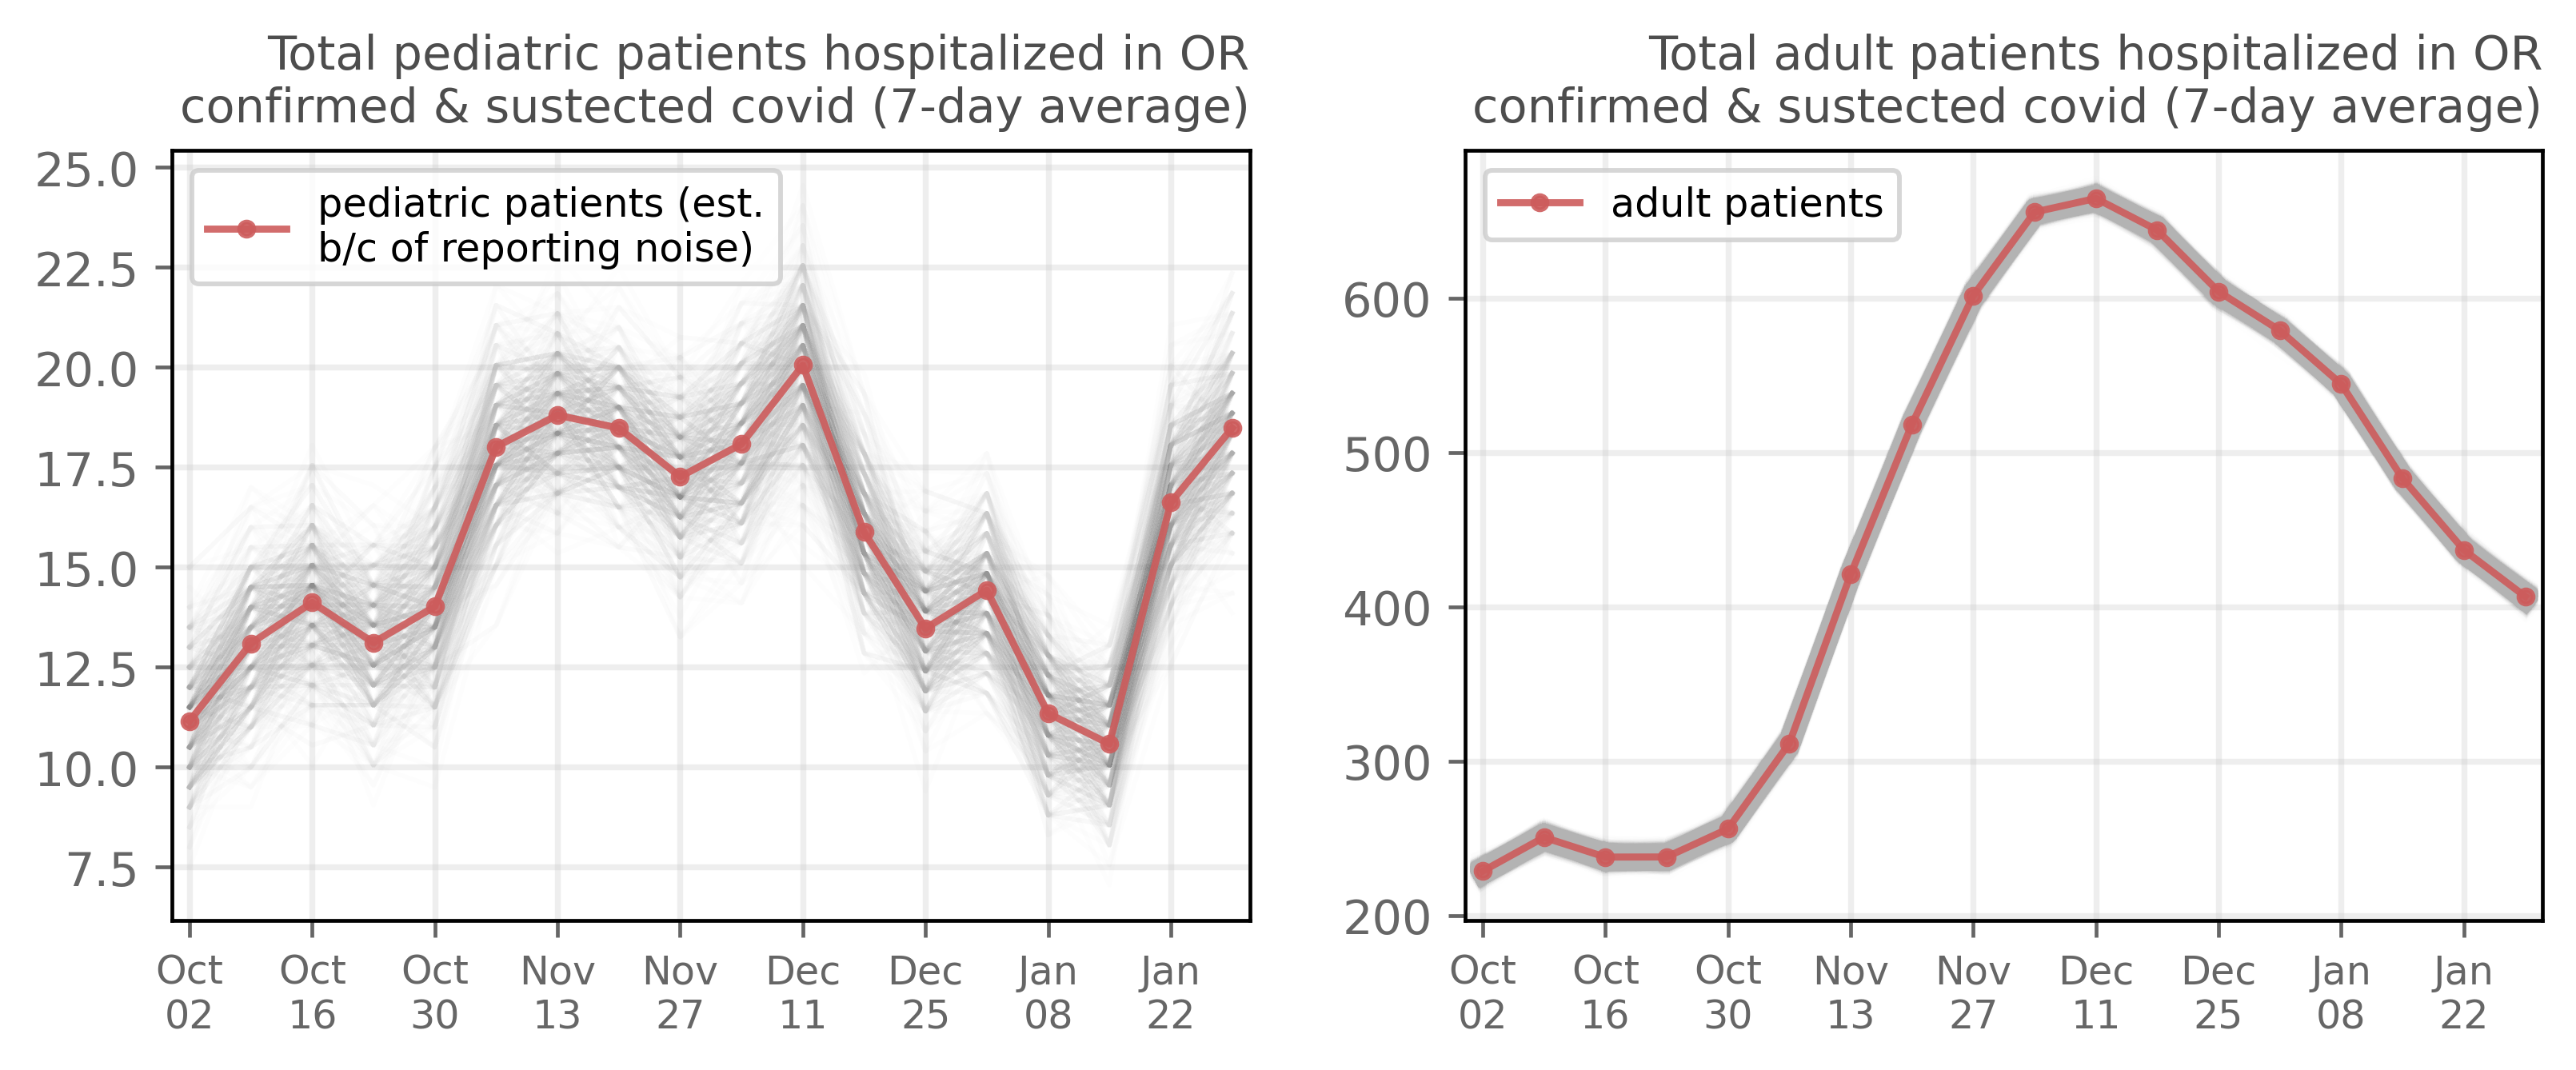 Total pediatric patients hospitalized in OR
confirmed & sustected covid (7-day average)
25.0
22.5
20.0
17.5
15.0
12.5
10.0
7.5
pediatric patients (est.
b/c of reporting noise)
Oct
02
Oct
16
Oct
30
Nov
13
Nov
27
Dec
11
Dec
25
Jan
08
Jan
22
Total adult patients hospitalized in OR
confirmed & sustected covid (7-day average)
600
500
400
300
200
adult patients
Oct
02
Oct
16
Oct
30
Nov
13
Nov
27
Dec
11
Dec
25
Jan
08
Jan
22